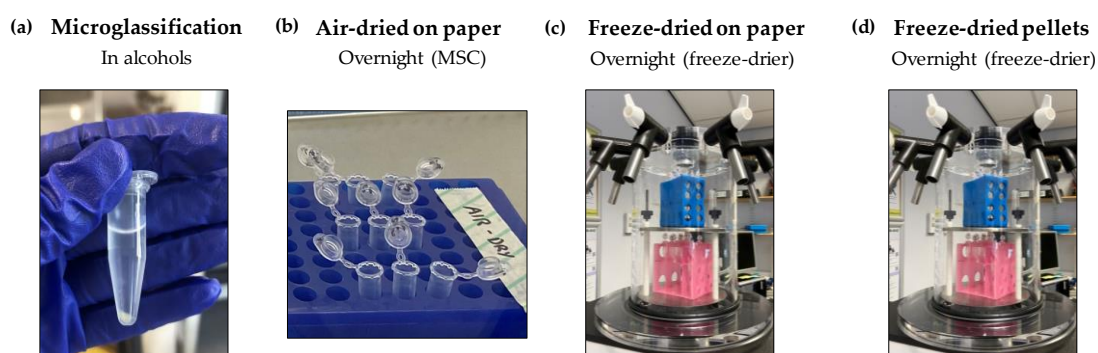 (a) Microglassification
In alcohols
(b) Air-dried on paper
Overnight (MSC)
(c) Freeze-dried on paper
Overnight (freeze-drier)
(d) Freeze-dried pellets
Overnight (freeze-drier)
AIR-DRY